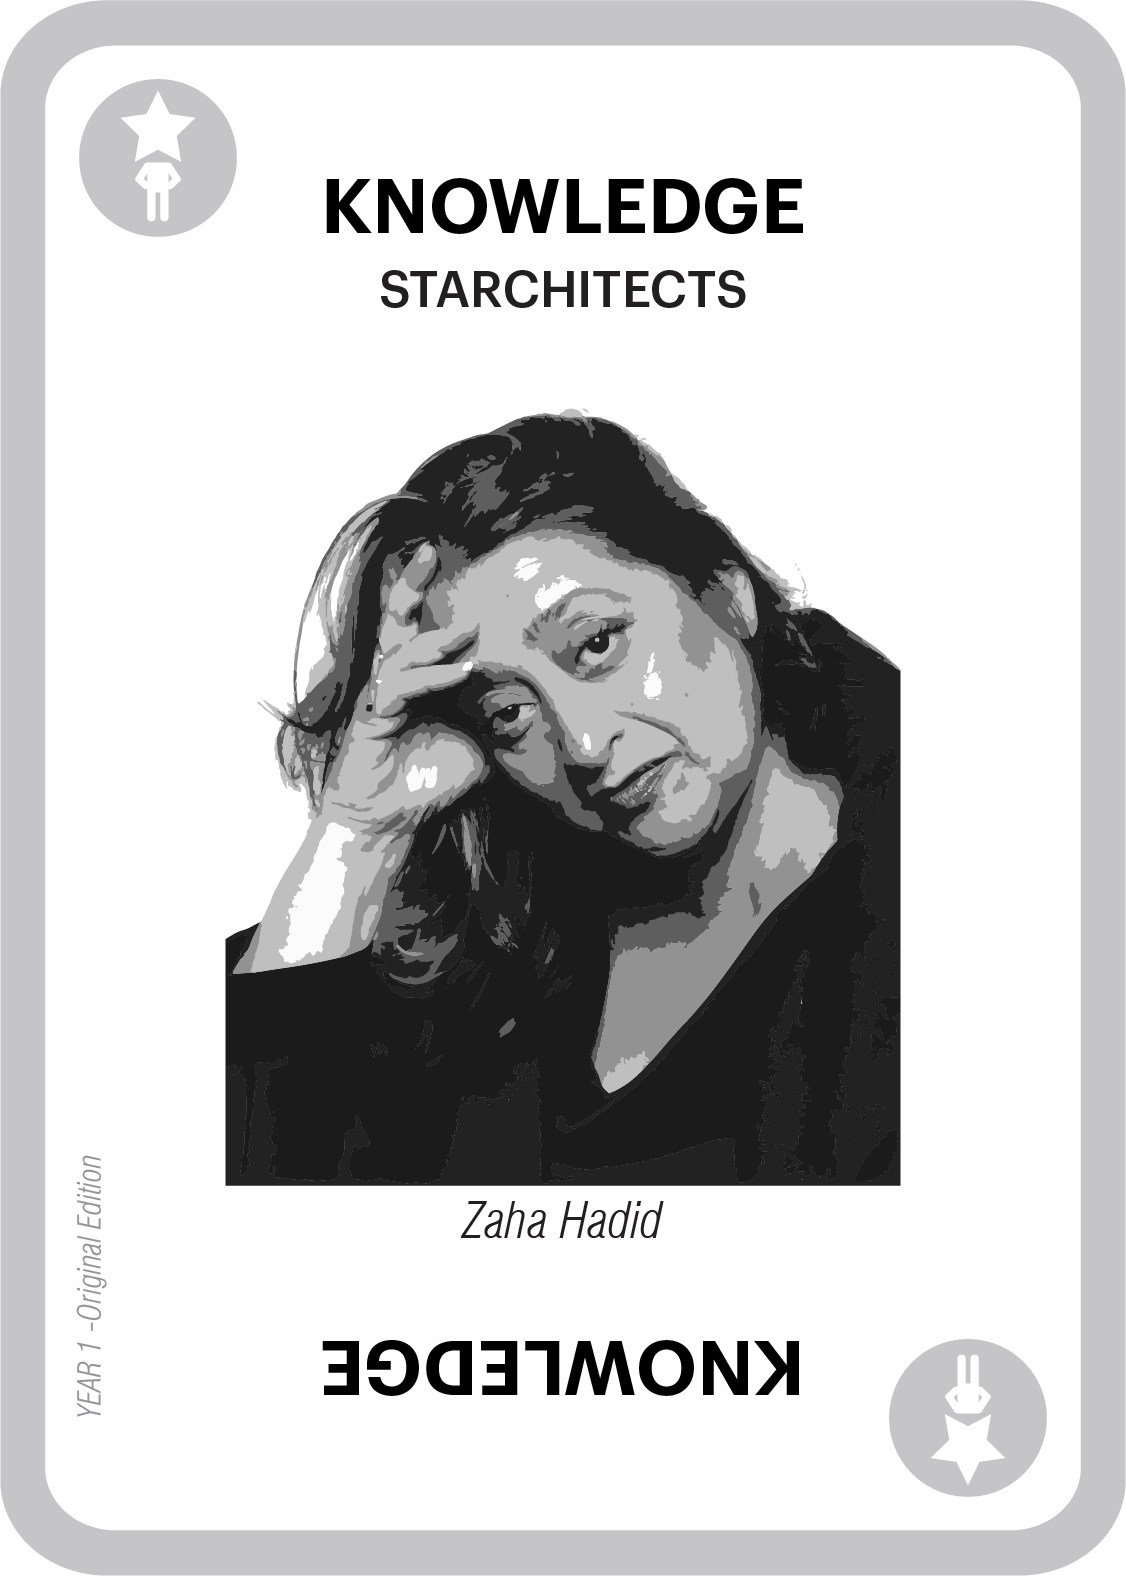 KNOWLEDGE
STARCHITECTS
Zaha Hadid
YEAR 1 -Original Edition
KNOWLEDGE